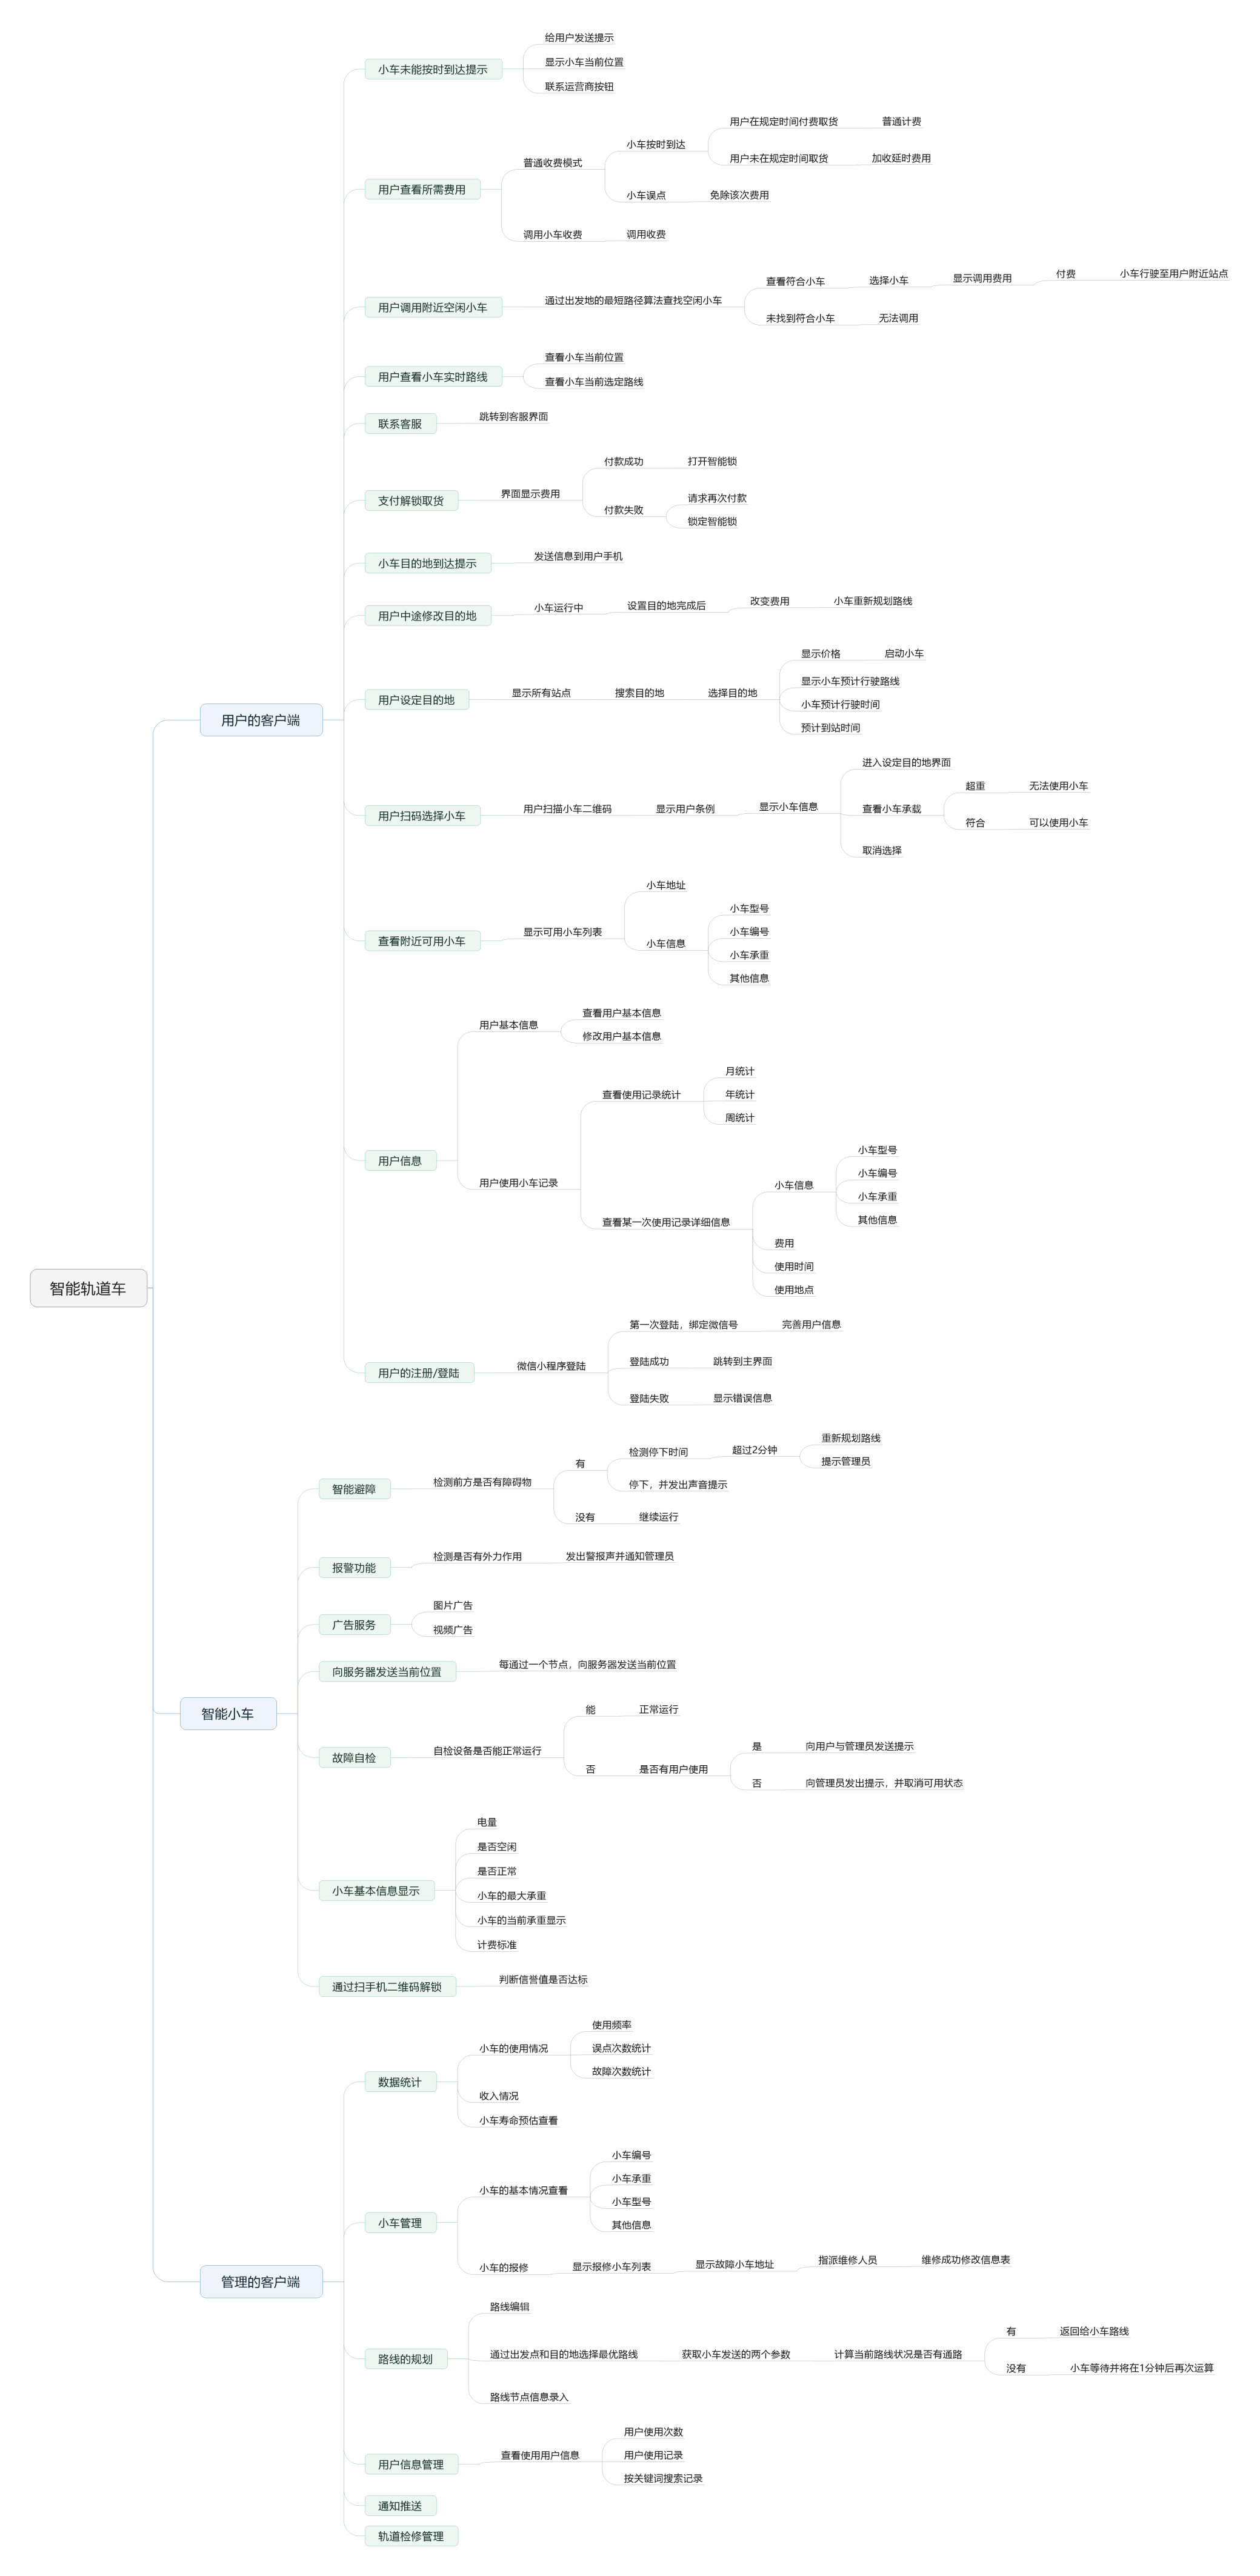 智能轨道车
用户的客户端
小车未能按时到达提示
给用户发送提示
显示小车当前位置
联系运营商按钮
用户查看所需费用
普通收费模式
小车按时到达
用户在规定时间付费取货
普通计费
用户未在规定时间取货
加收延时费用
小车误点
免除该次费用
调用小车收费
调用收费
用户调用附近空闲小车
通过出发地的最短路径算法查找空闲小车
查看符合小车
选择小车
显示调用费用
付费
小车行驶至用户附近站点
未找到符合小车
无法调用
用户查看小车实时路线
查看小车当前位置
查看小车当前选定路线
联系客服
跳转到客服界面
支付解锁取货
界面显示费用
付款成功
打开智能锁
付款失败
请求再次付款
锁定智能锁
小车目的地到达提示
发送信息到用户手机
用户中途修改目的地
小车运行中
设置目的地完成后
改变费用
小车重新规划路线
用户设定目的地
显示所有站点
搜索目的地
选择目的地
显示价格
启动小车
显示小车预计行驶路线
小车预计行驶时间
预计到站时间
用户扫码选择小车
用户扫描小车二维码
显示用户条例
显示小车信息
进入设定目的地界面
查看小车承载
超重
无法使用小车
符合
可以使用小车
取消选择
查看附近可用小车
显示可用小车列表
小车地址
小车信息
小车型号
小车编号
小车承重
其他信息
用户信息
用户基本信息
查看用户基本信息
修改用户基本信息
用户使用小车记录
查看使用记录统计
月统计
年统计
周统计
查看某一次使用记录详细信息
小车信息
小车型号
小车编号
小车承重
其他信息
费用
使用时间
使用地点
用户的注册/登陆
微信小程序登陆
第一次登陆，绑定微信号
完善用户信息
登陆成功
跳转到主界面
登陆失败
显示错误信息
智能小车
智能避障
检测前方是否有障碍物
有
检测停下时间
超过2分钟
重新规划路线
提示管理员
停下，并发出声音提示
没有
继续运行
报警功能
检测是否有外力作用
发出警报声并通知管理员
广告服务
图片广告
视频广告
向服务器发送当前位置
每通过一个节点，向服务器发送当前位置
故障自检
自检设备是否能正常运行
能
正常运行
否
是否有用户使用
是
向用户与管理员发送提示
否
向管理员发出提示，并取消可用状态
小车基本信息显示
电量
是否空闲
是否正常
小车的最大承重
小车的当前承重显示
计费标准
通过扫手机二维码解锁
判断信誉值是否达标
管理的客户端
数据统计
小车的使用情况
使用频率
误点次数统计
故障次数统计
收入情况
小车寿命预估查看
小车管理
小车的基本情况查看
小车编号
小车承重
小车型号
其他信息
小车的报修
显示报修小车列表
显示故障小车地址
指派维修人员
维修成功修改信息表
路线的规划
路线编辑
通过出发点和目的地选择最优路线
获取小车发送的两个参数
计算当前路线状况是否有通路
有
返回给小车路线
没有
小车等待并将在1分钟后再次运算
路线节点信息录入
用户信息管理
查看使用用户信息
用户使用次数
用户使用记录
按关键词搜索记录
通知推送
轨道检修管理